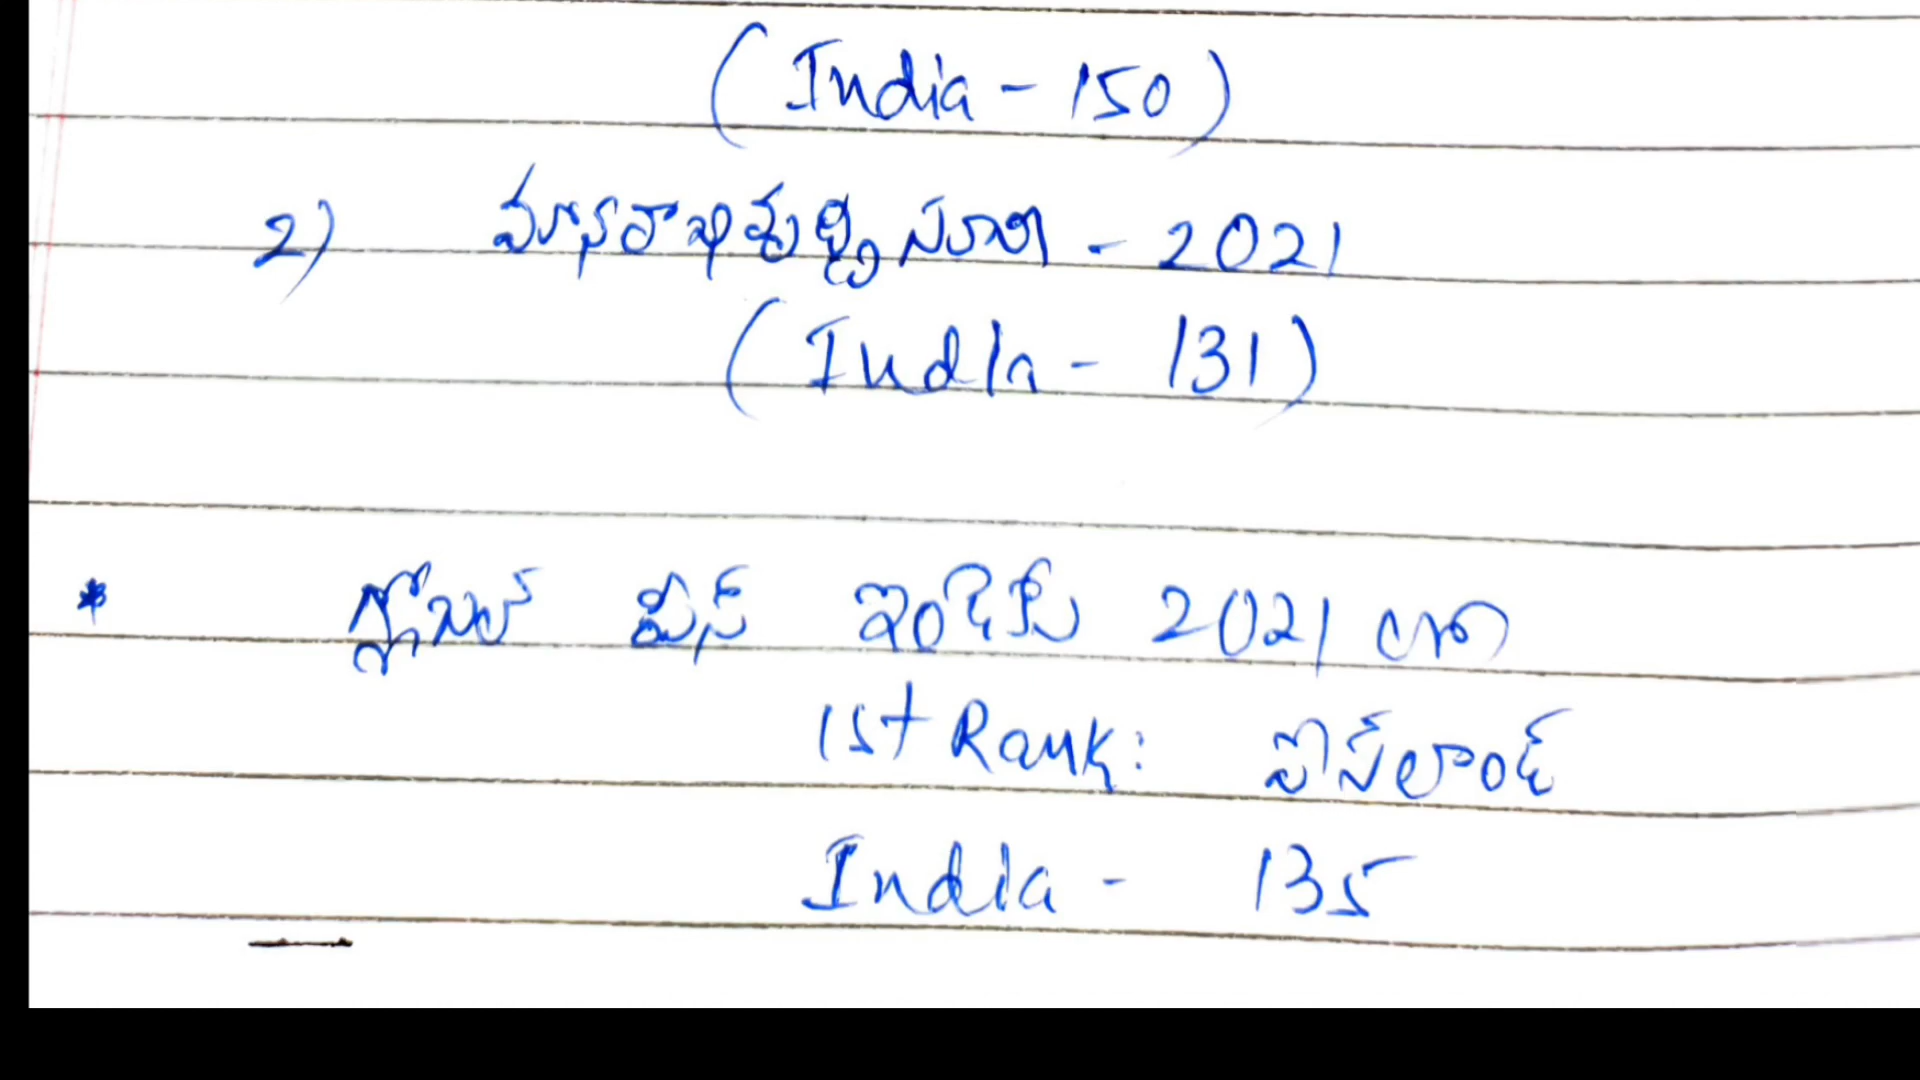 (India - 150)
2) మానవాభివృద్ధి సూచీ - 2021
(India - 131)
* గ్లోబల్ పీస్ ఇండెక్స్ 2021 లో
1st Rank: ఐస్‌లాండ్
India - 135